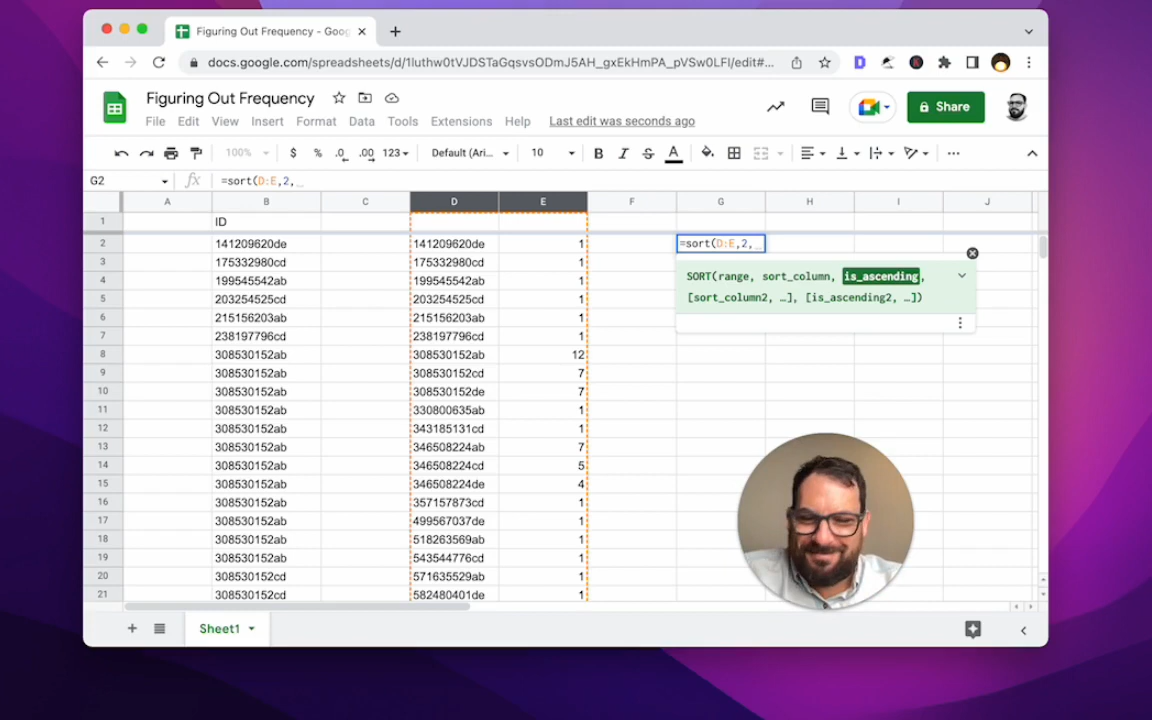 Figuring Out Frequency - Goog
docs.google.com/spreadsheets/d/1luthw0tVJDSTaGqsvsODmJ5AH_gxEkHmPA_pVSw0LFI/edit#...
Figuring Out Frequency
Share
File Edit View Insert Format Data Tools Extensions Help Last edit was seconds ago
100% $ % .0 .00 123 Default (Ari... 10 B I S A
G2 fx =sort(D:E,2,
A B C D E F G H I J
1 ID
2 141209620de 141209620de 1 =sort(D:E,2,
3 175332980cd 175332980cd 1
4 199545542ab 199545542ab 1 SORT(range, sort_column, is_ascending,
5 203254525cd 203254525cd 1 [sort_column2, …], [is_ascending2, …])
6 215156203ab 215156203ab 1
7 238197796cd 238197796cd 1
8 308530152ab 308530152ab 12
9 308530152ab 308530152cd 7
10 308530152ab 308530152de 7
11 308530152ab 330800635ab 1
12 308530152ab 343185131cd 1
13 308530152ab 346508224ab 7
14 308530152ab 346508224cd 5
15 308530152ab 346508224de 4
16 308530152ab 357157873cd 1
17 308530152ab 499567037de 1
18 308530152ab 518263569ab 1
19 308530152ab 543544776cd 1
20 308530152cd 571635529ab 1
21 308530152cd 582480401de 1
Sheet1